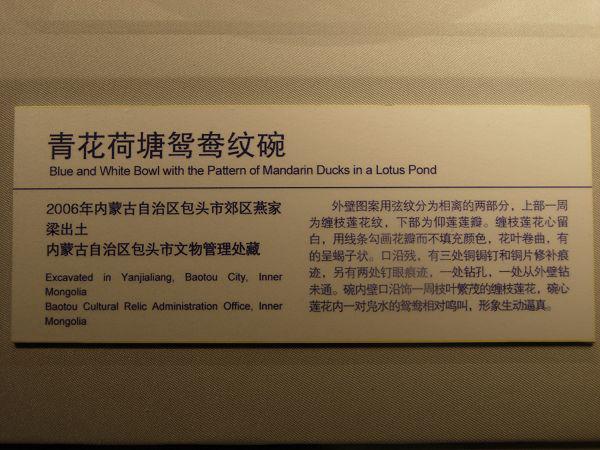 青花荷塘鸳鸯纹碗
Blue and White Bowl with the Pattern of Mandarin Ducks in a Lotus Pond
2006年内蒙古自治区包头市郊区燕家
梁出土
内蒙古自治区包头市文物管理处藏
Excavated in Yanjialiang, Baotou City, Inner
Mongolia
Baotou Cultural Relic Administration Office, Inner
Mongolia
外壁图案用弦纹分为相离的两部分，上部一周
为缠枝莲花纹，下部为仰莲莲瓣。缠枝莲花心留
白，用线条勾画花瓣而不填充颜色，花叶卷曲，有
的呈蝎子状。口沿残，有三处铜锔钉和铜片修补痕
迹，另有两处钉眼痕迹，一处钻孔，一处从外壁钻
未通。碗内壁口沿饰一周枝叶繁茂的缠枝莲花，碗心
莲花内一对凫水的鸳鸯相对鸣叫，形象生动逼真。